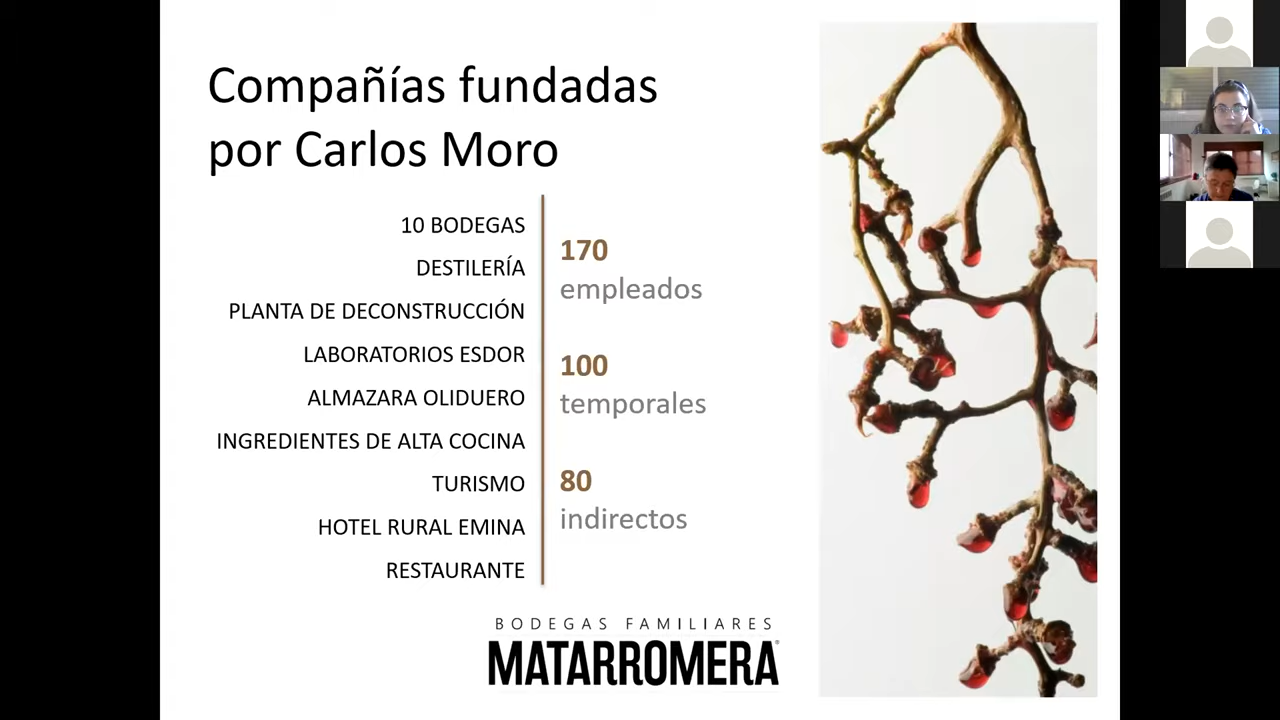 Compañías fundadas
por Carlos Moro
10 BODEGAS
DESTILERÍA
PLANTA DE DECONSTRUCCIÓN
LABORATORIOS ESDOR
ALMAZARA OLIDUERO
INGREDIENTES DE ALTA COCINA
TURISMO
HOTEL RURAL EMINA
RESTAURANTE
170
empleados
100
temporales
80
indirectos
BODEGAS FAMILIARES
MATARROMERA®